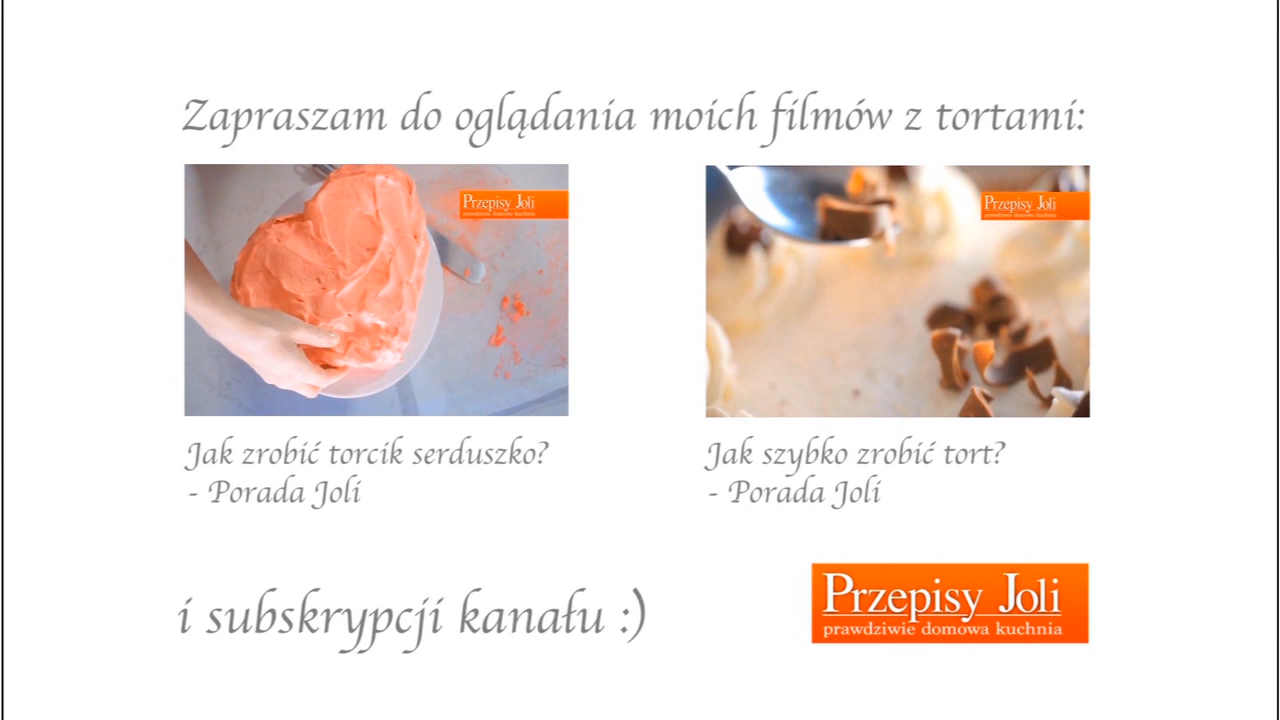 Zapraszam do oglądania moich filmów z tortami:
Przepisy Joli
prawdziwie domowa kuchnia
Przepisy Joli
prawdziwie domowa kuchnia
Jak zrobić torcik serduszko?
- Porada Joli
Jak szybko zrobić tort?
- Porada Joli
i subskrypcji kanału :)
Przepisy Joli
prawdziwie domowa kuchnia